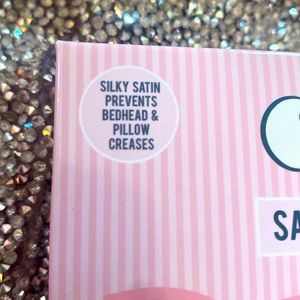 SILKY SATIN
PREVENTS
BEDHEAD &
PILLOW
CREASES